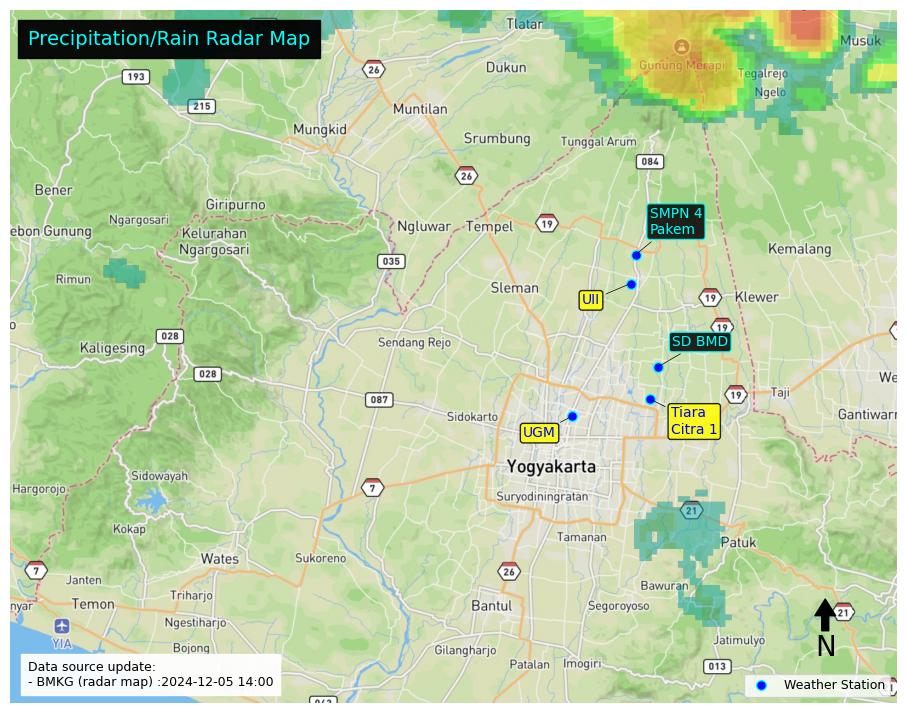 Precipitation/Rain Radar Map
Tlatar
Musuk
26
193
Dukun
Gunung Merapi
Tegalrejo
Ngelo
215
Muntilan
Mungkid
Srumbung
Tunggal Arum
084
26
Bener
Giripurno
Ngargosari
ebon Gunung
Kelurahan
Ngargosari
Ngluwar
Tempel
19
SMPN 4
Pakem
Kemalang
035
Rimun
Sleman
UII
19
Klewer
19
028
Kaligesing
Sendang Rejo
SD BMD
028
We
087
Sidokarto
19
Taji
Tiara
Citra 1
Gantiwarn
UGM
Yogyakarta
Sidowayah
Hargorojo
7
Suryodiningratan
21
Kokap
Tamanan
Patuk
Wates
Sukoreno
7
Janten
26
Bawuran
Triharjo
nyar
Temon
Bantul
Segoroyoso
21
Ngestiharjo
YIA
Bojong
Gilangharjo
Jatimulyo
N
Patalan
Imogiri
013
Data source update:
- BMKG (radar map) :2024-12-05 14:00
Weather Station